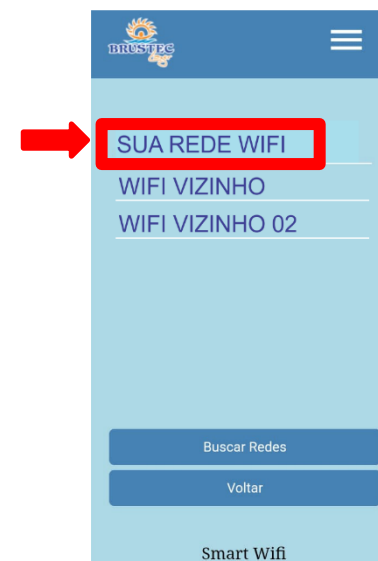 BRUSTEC
SUA REDE WIFI
WIFI VIZINHO
WIFI VIZINHO 02
Buscar Redes
Voltar
Smart Wifi